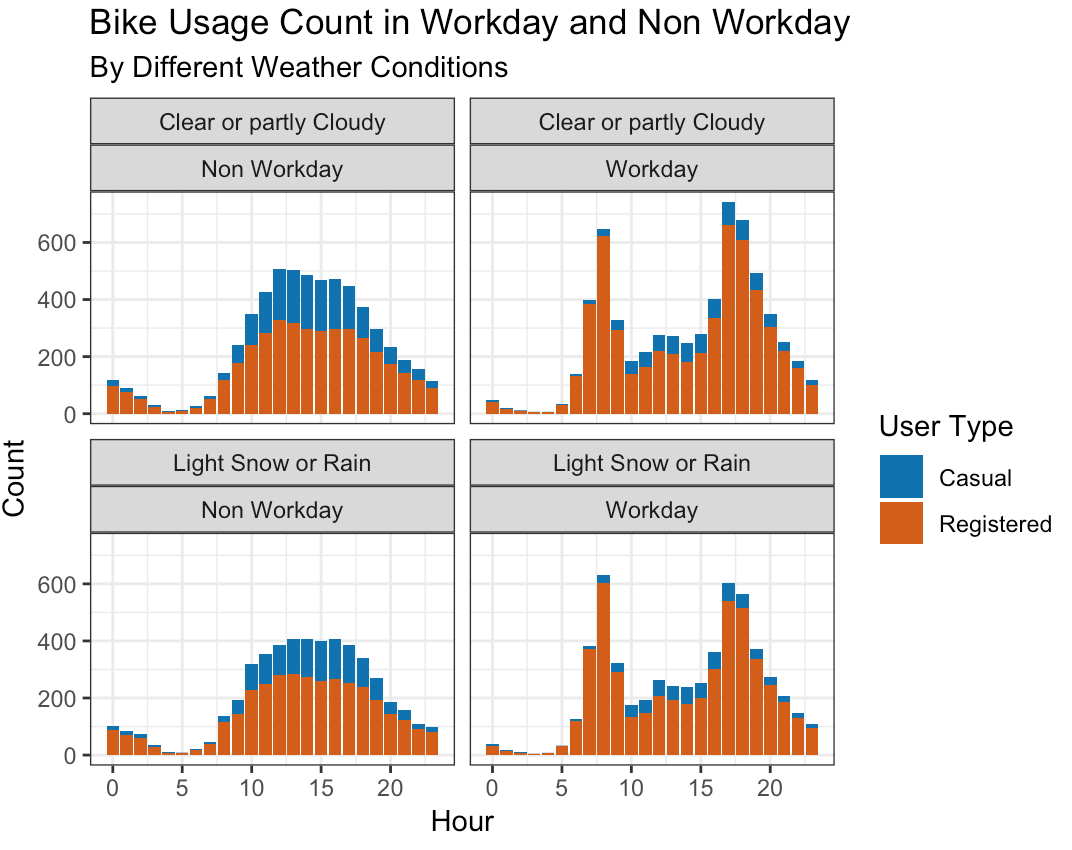 Bike Usage Count in Workday and Non Workday
By Different Weather Conditions
Clear or partly Cloudy
Non Workday
Clear or partly Cloudy
Workday
600
400
200
0
Light Snow or Rain
Non Workday
Light Snow or Rain
Workday
600
400
200
0
0 5 10 15 20
0 5 10 15 20
Hour
Count
User Type
Casual
Registered